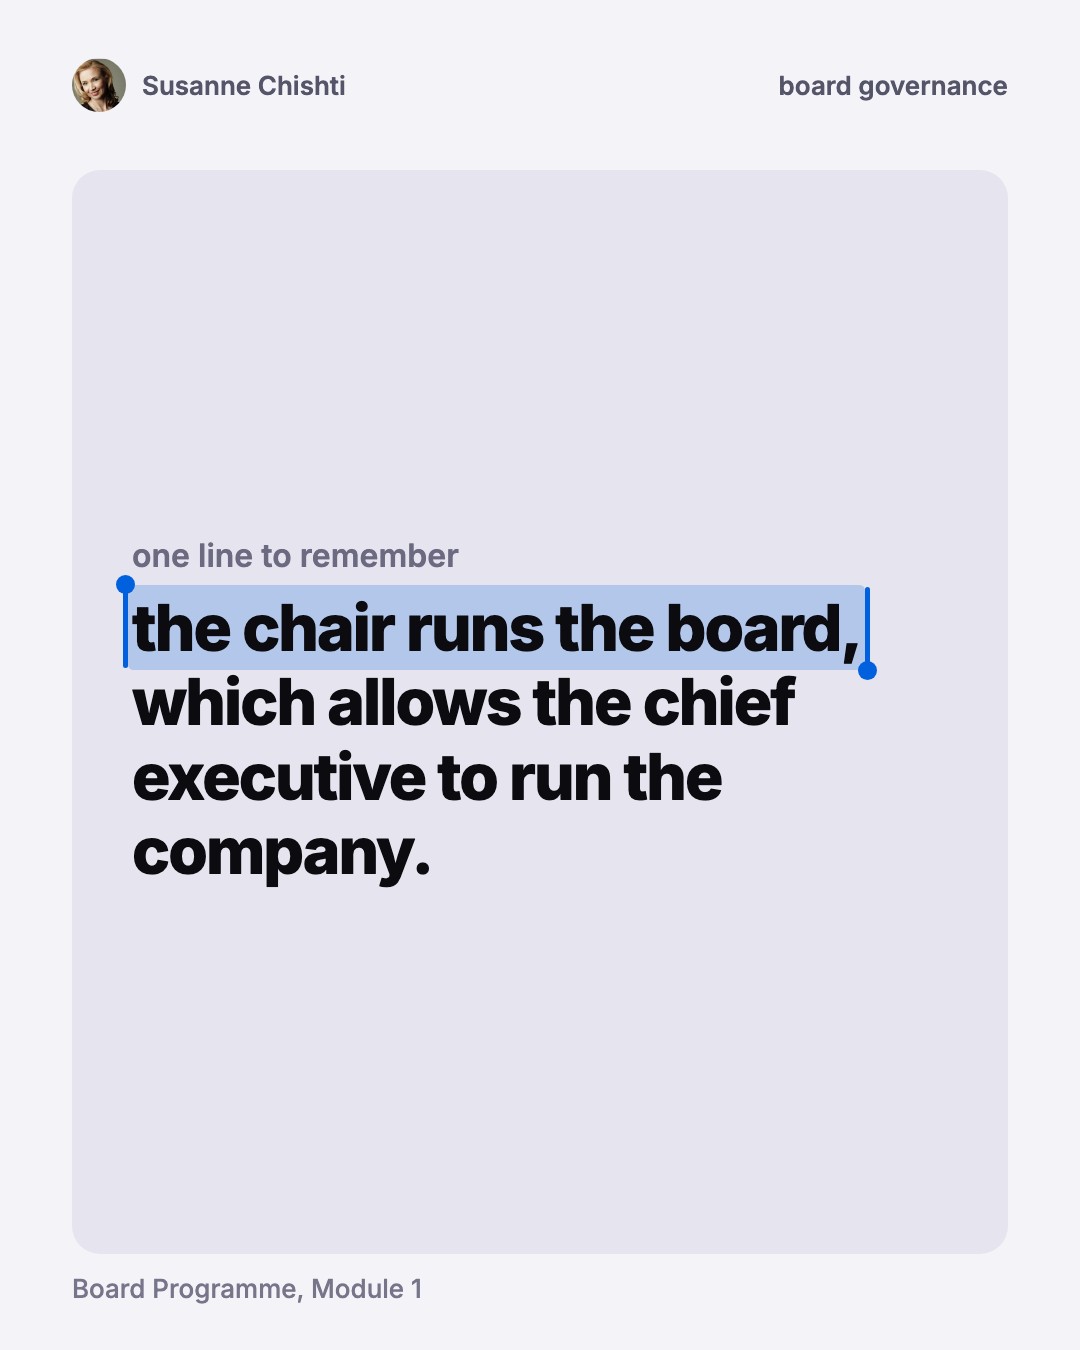 Susanne Chishti
board governance
one line to remember
the chair runs the board,
which allows the chief
executive to run the
company.
Board Programme, Module 1